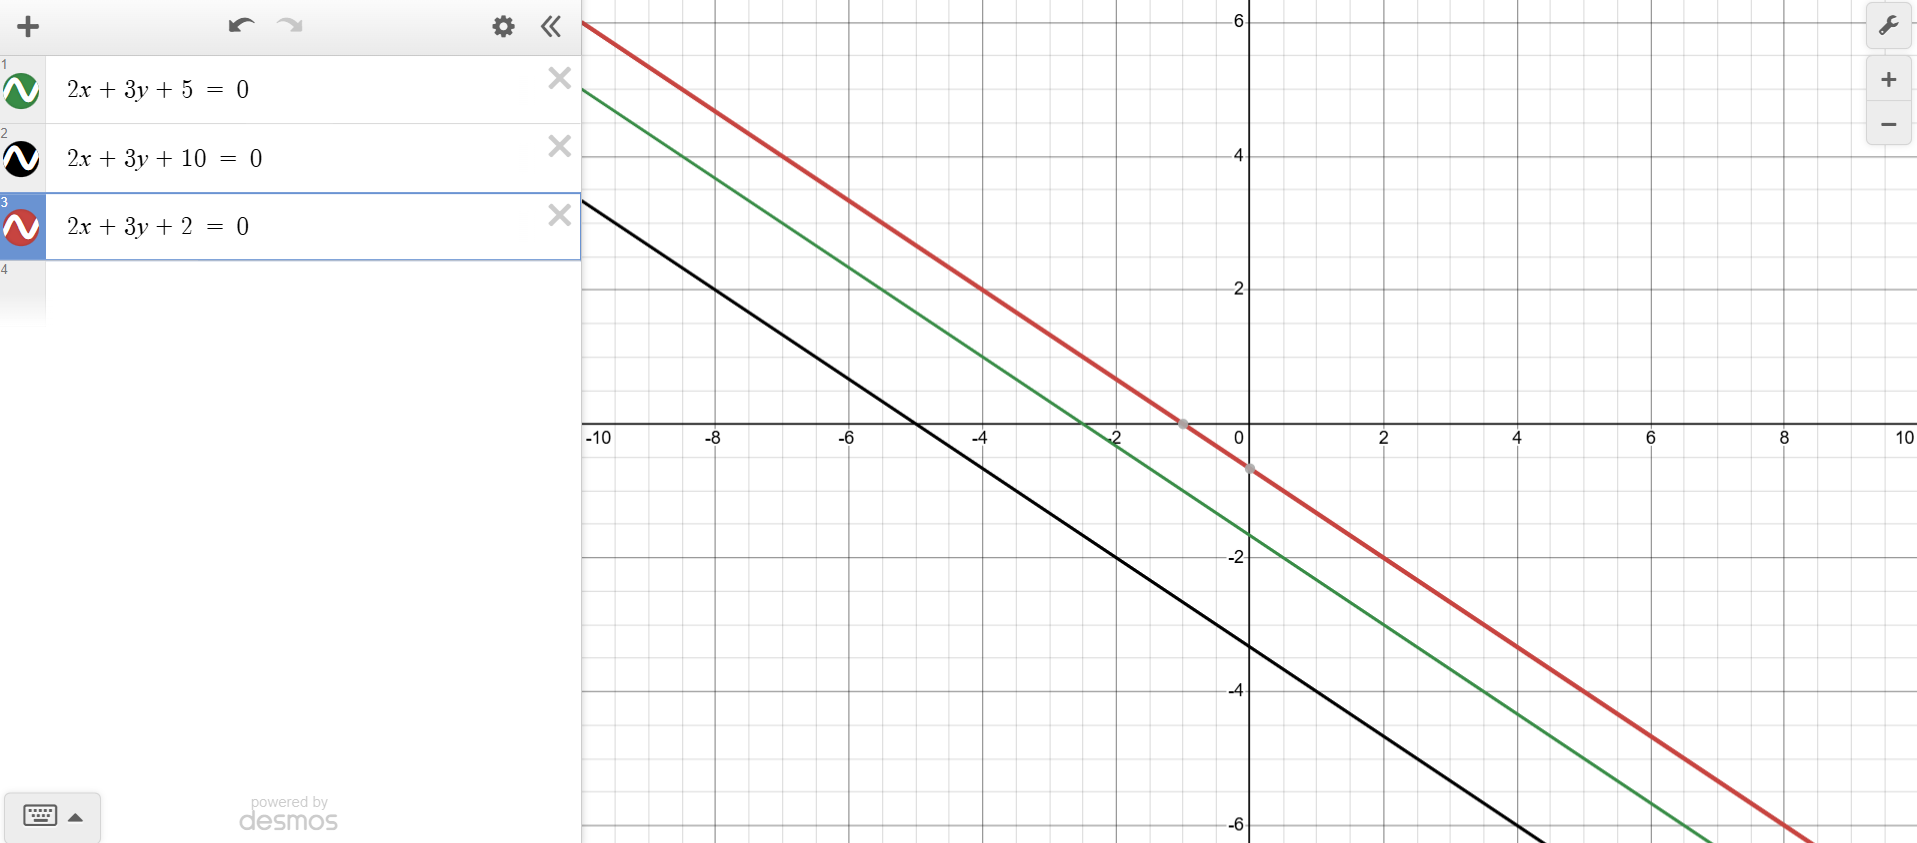 1
2x + 3y + 5 = 0
2
2x + 3y + 10 = 0
3
2x + 3y + 2 = 0
4
powered by
desmos
6
4
2
-10 -8 -6 -4 -2 0 2 4 6 8 10
-2
-4
-6